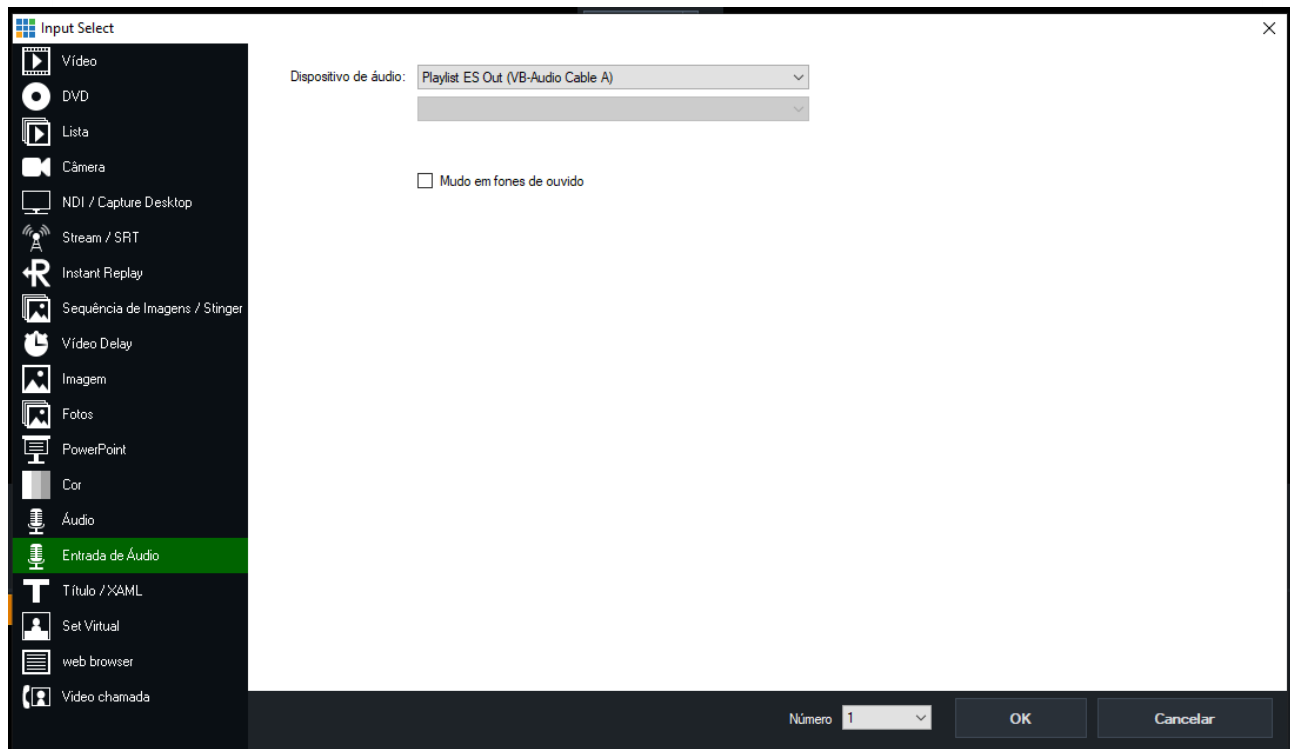 Input Select
Vídeo
DVD
Lista
Câmera
NDI / Capture Desktop
Stream / SRT
Instant Replay
Sequência de Imagens / Stinger
Vídeo Delay
Imagem
Fotos
PowerPoint
Cor
Áudio
Entrada de Áudio
Título / XAML
Set Virtual
web browser
Video chamada
Dispositivo de áudio:
Playlist ES Out (VB-Audio Cable A)
Mudo em fones de ouvido
Número
1
OK
Cancelar